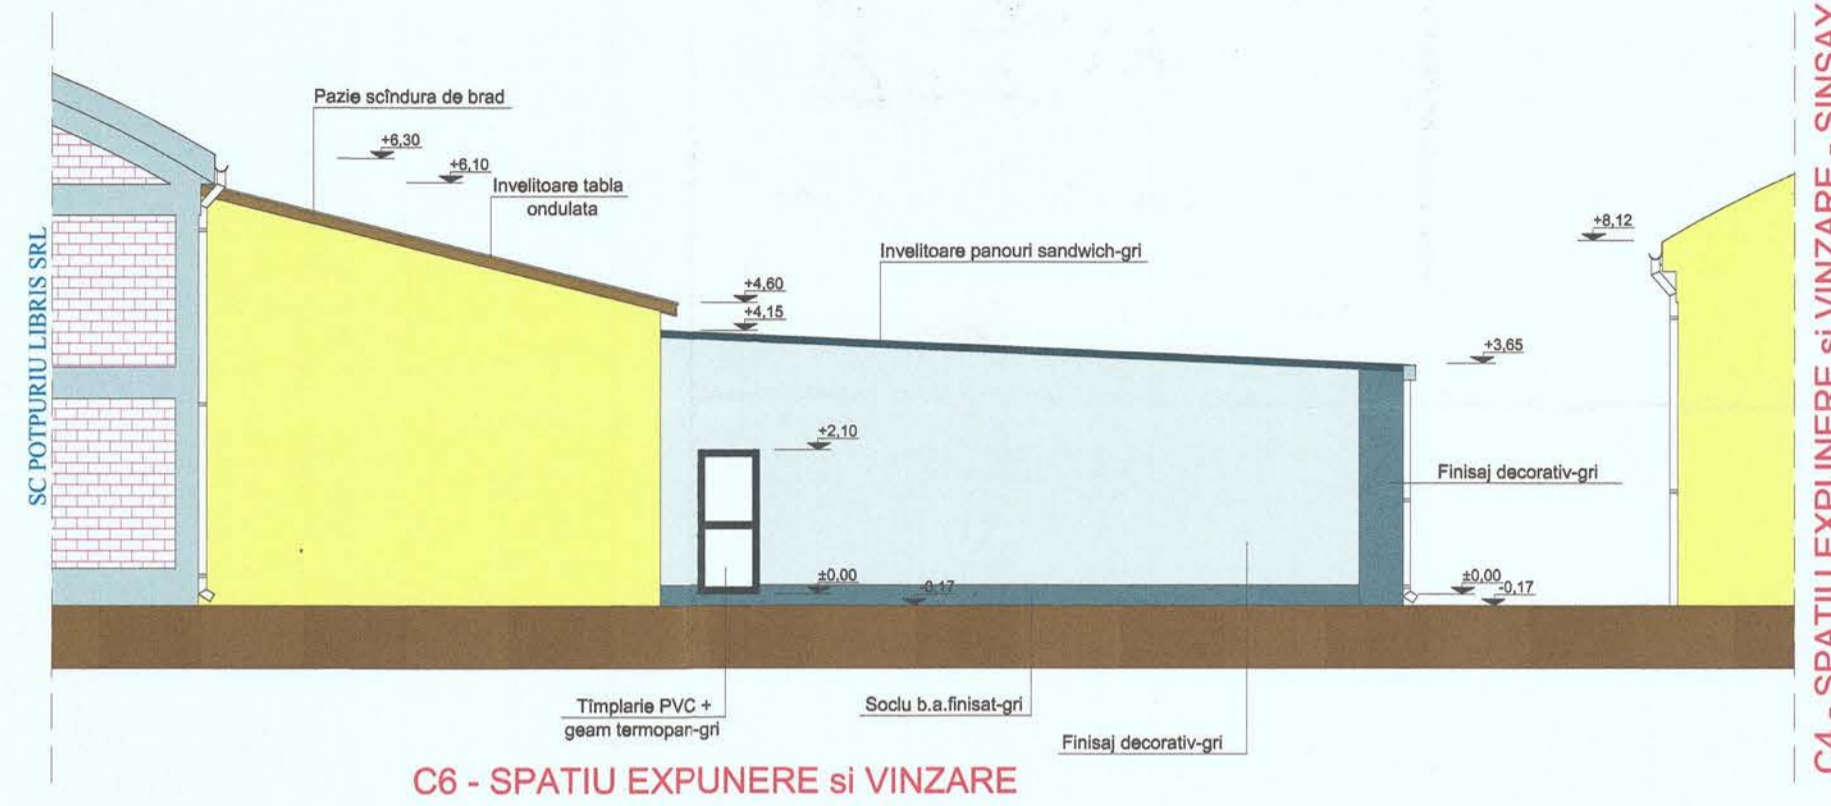 Pazie scîndura de brad
+6,30
+6,10
Invelitoare tabla
ondulata
SC POTPURIU LIBRIS SRL
Invelitoare panouri sandwich-gri
+8,12
+4,60
+4,15
+3,65
+2,10
Finisaj decorativ-gri
±0,00
-0,17
±0,00
-0,17
Tîmplarie PVC +
geam termopan-gri
Soclu b.a.finisat-gri
Finisaj decorativ-gri
C6 - SPATIU EXPUNERE si VINZARE
C4 - SPATIU EXPUNERE si VINZARE - SINSAY